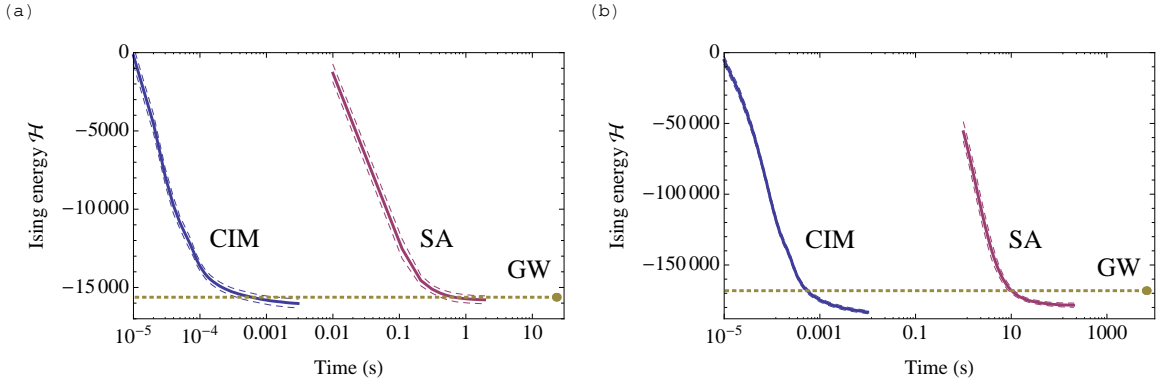 (a)
0
−5000
−10 000
−15 000
Ising energy ℋ
CIM
SA
GW
10⁻⁵
10⁻⁴
0.001
0.01
0.1
1
10
Time (s)
(b)
0
−50 000
−100 000
−150 000
Ising energy ℋ
CIM
SA
GW
10⁻⁵
0.001
10
1000
Time (s)